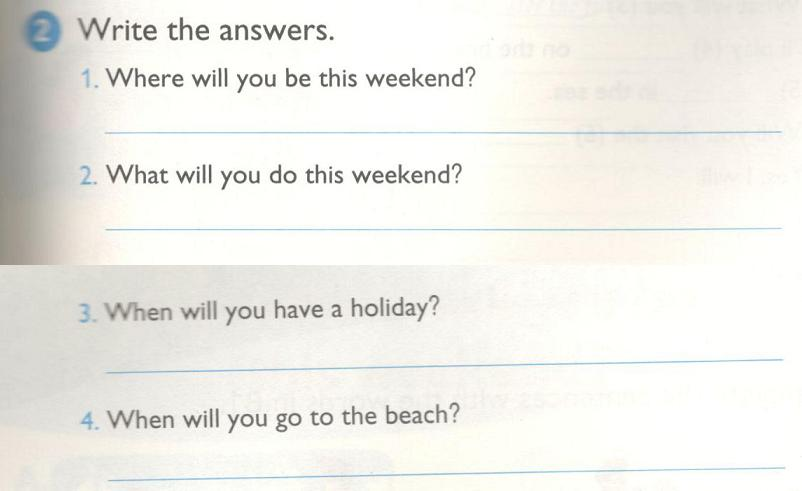 2 Write the answers.
1. Where will you be this weekend?
2. What will you do this weekend?
3. When will you have a holiday?
4. When will you go to the beach?